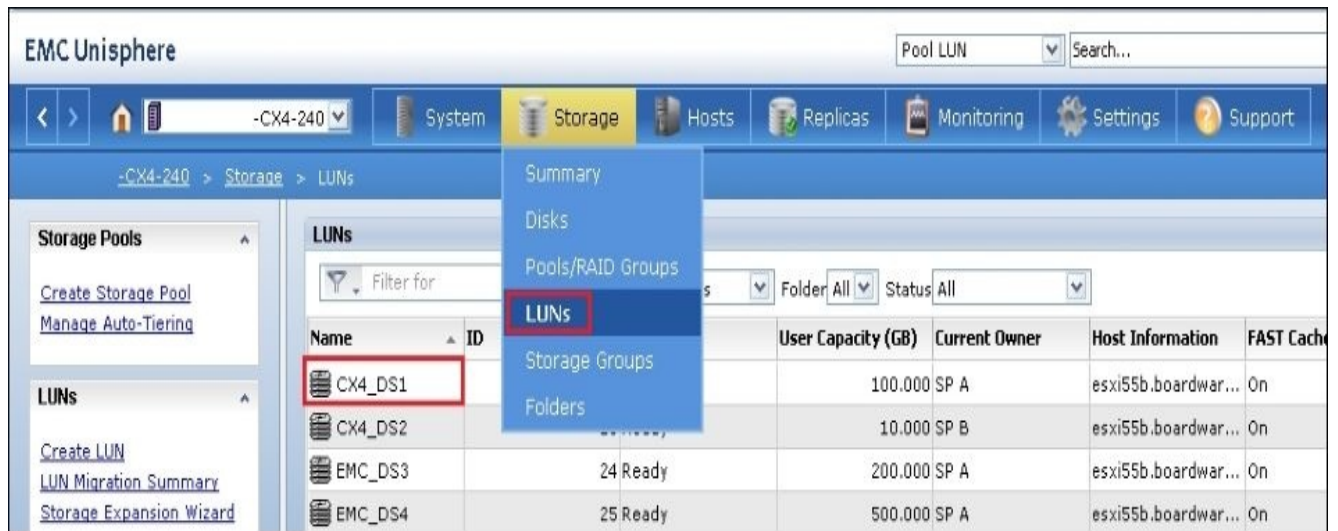 EMC Unisphere
Pool LUN Search...
-CX4-240 System Storage Hosts Replicas Monitoring Settings Support
-CX4-240 > Storage > LUNs
Summary
Disks
Pools/RAID Groups
LUNs
Storage Groups
Folders
Storage Pools
Create Storage Pool
Manage Auto-Tiering
LUNs
Create LUN
LUN Migration Summary
Storage Expansion Wizard
LUNs
Filter for Folder All Status All
Name ID User Capacity (GB) Current Owner Host Information FAST Cache
CX4_DS1 100.000 SP A esxi55b.boardwar... On
CX4_DS2 10.000 SP B esxi55b.boardwar... On
EMC_DS3 24 Ready 200.000 SP A esxi55b.boardwar... On
EMC_DS4 25 Ready 500.000 SP A esxi55b.boardwar... On